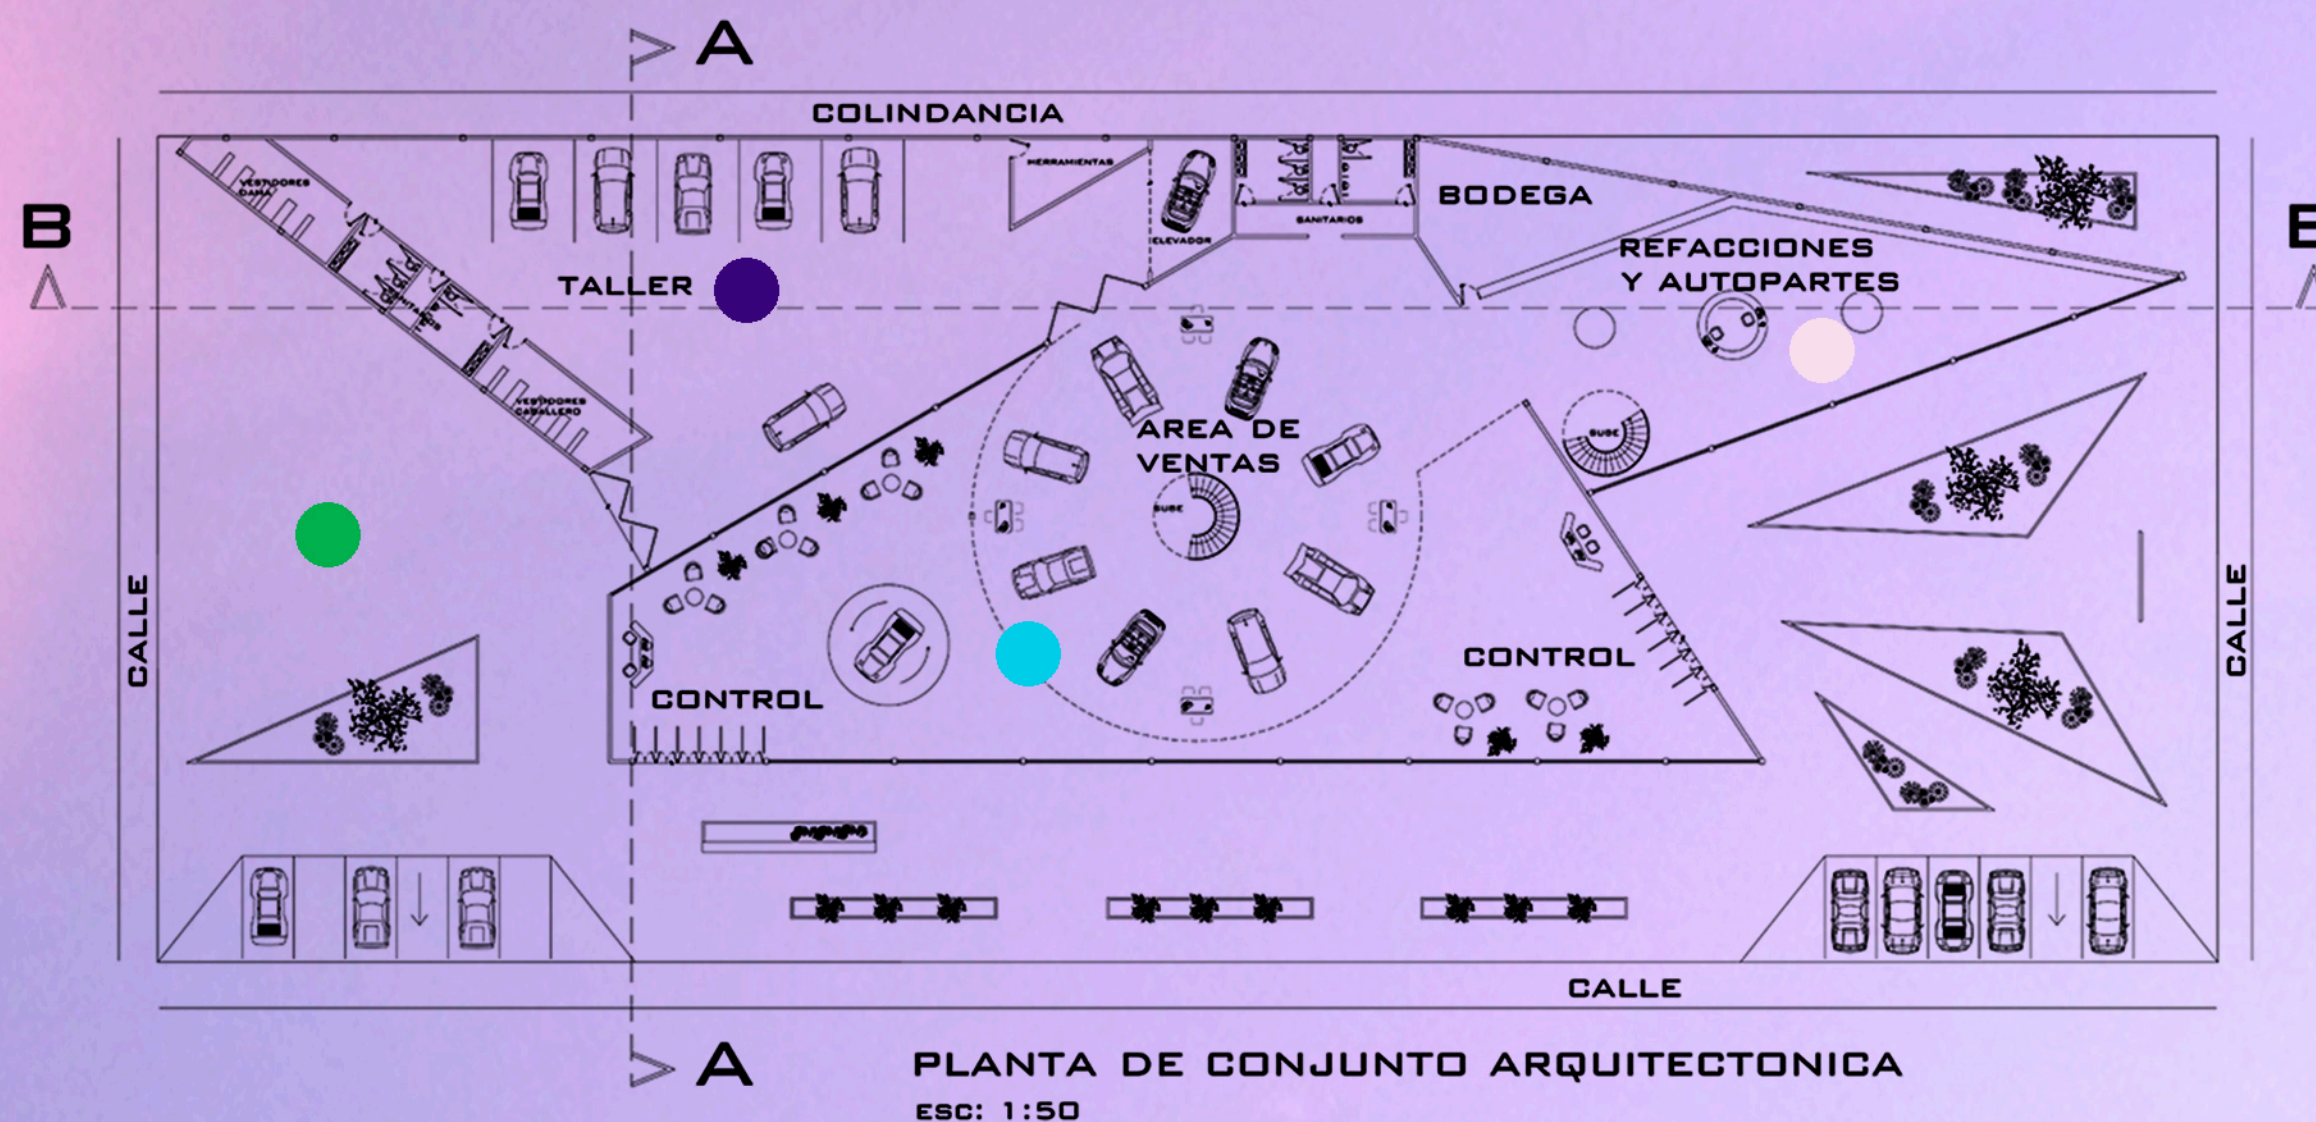 A
COLINDANCIA
VESTIDORES
DAMA
HERRAMIENTAS
BODEGA
B
SANITARIOS
ELEVADOR
REFACCIONES
Y AUTOPARTES
TALLER
SANITARIOS
VESTIDORES
CABALLERO
AREA DE
VENTAS
SUBE
SUBE
CALLE
CALLE
CONTROL
CONTROL
CALLE
A
PLANTA DE CONJUNTO ARQUITECTONICA
ESC: 1:50